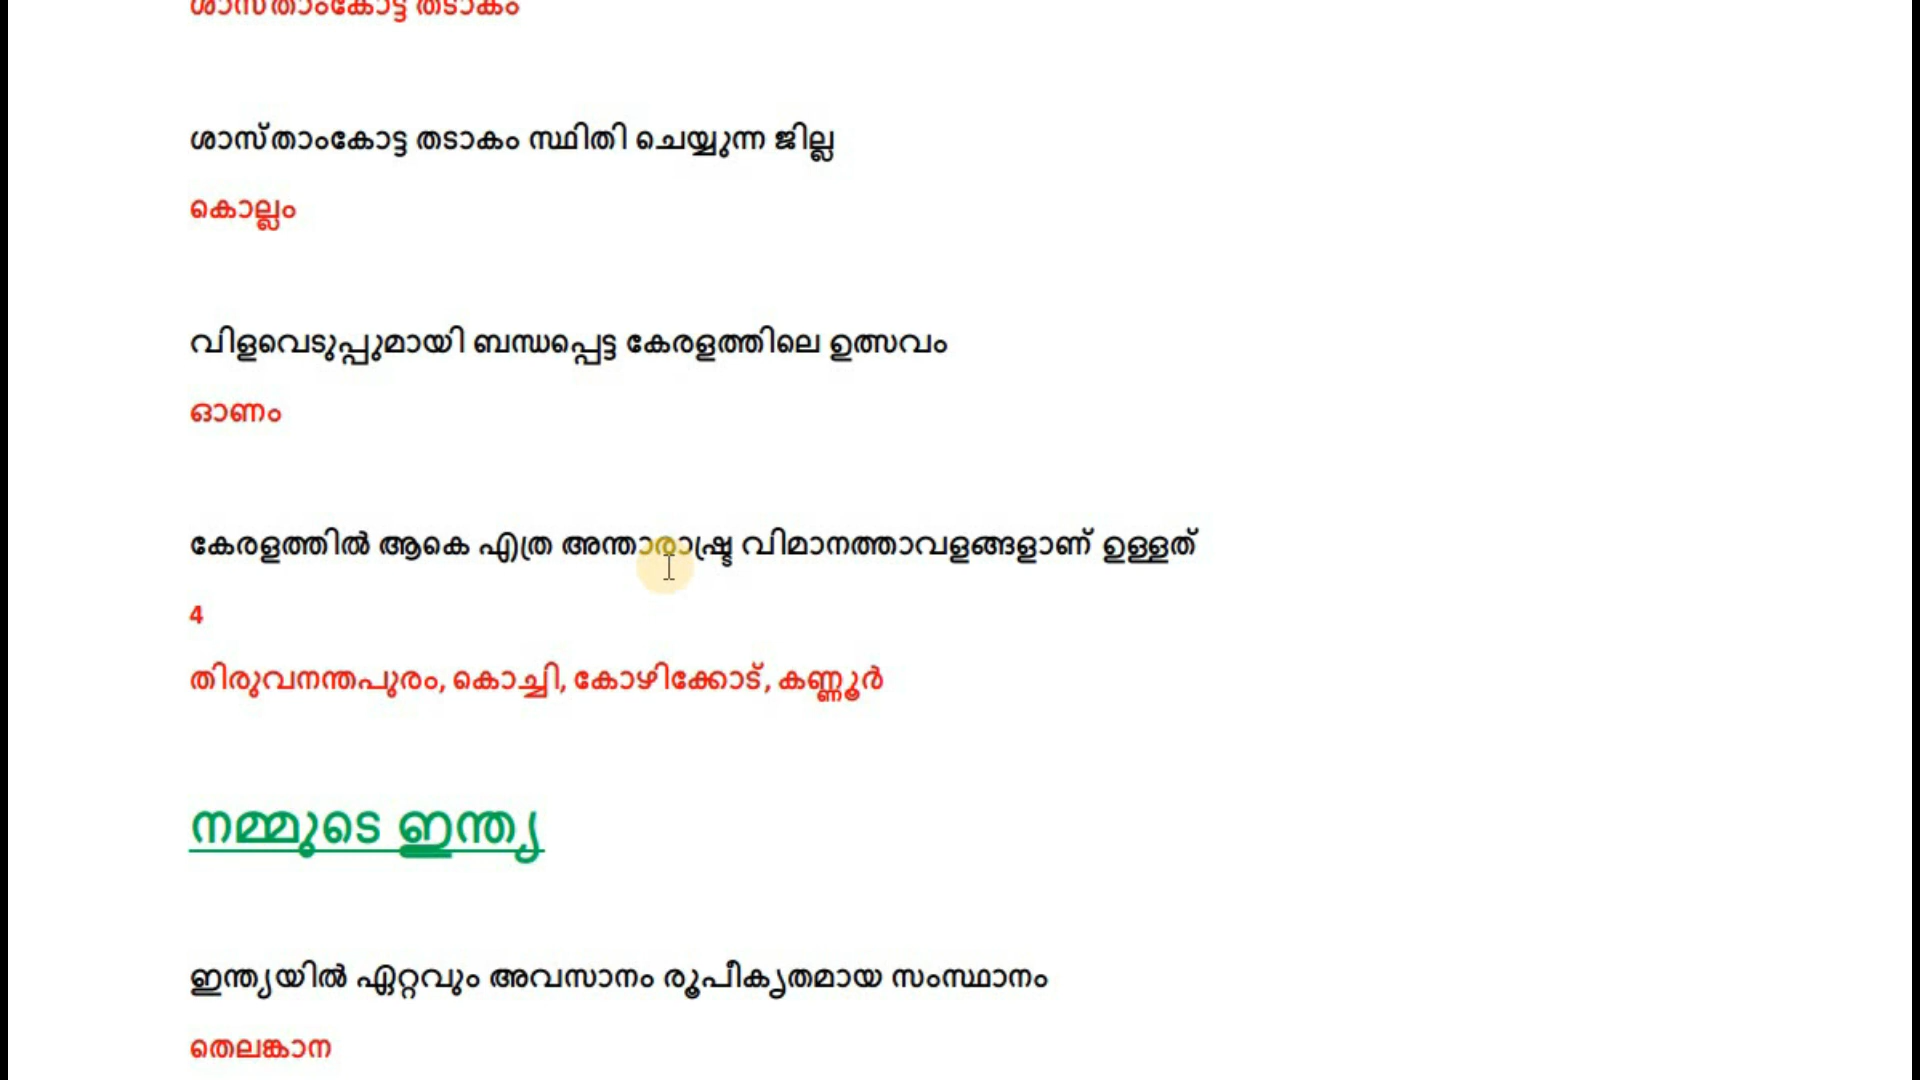 ശാസ്താംകോട്ട തടാകം
ശാസ്താംകോട്ട തടാകം സ്ഥിതി ചെയ്യുന്ന ജില്ല
കൊല്ലം
വിളവെടുപ്പുമായി ബന്ധപ്പെട്ട കേരളത്തിലെ ഉത്സവം
ഓണം
കേരളത്തിൽ ആകെ എത്ര അന്താരാഷ്ട്ര വിമാനത്താവളങ്ങളാണ് ഉള്ളത്
4
തിരുവനന്തപുരം, കൊച്ചി, കോഴിക്കോട്, കണ്ണൂർ
നമ്മുടെ ഇന്ത്യ
ഇന്ത്യയിൽ ഏറ്റവും അവസാനം രൂപീകൃതമായ സംസ്ഥാനം
തെലങ്കാന